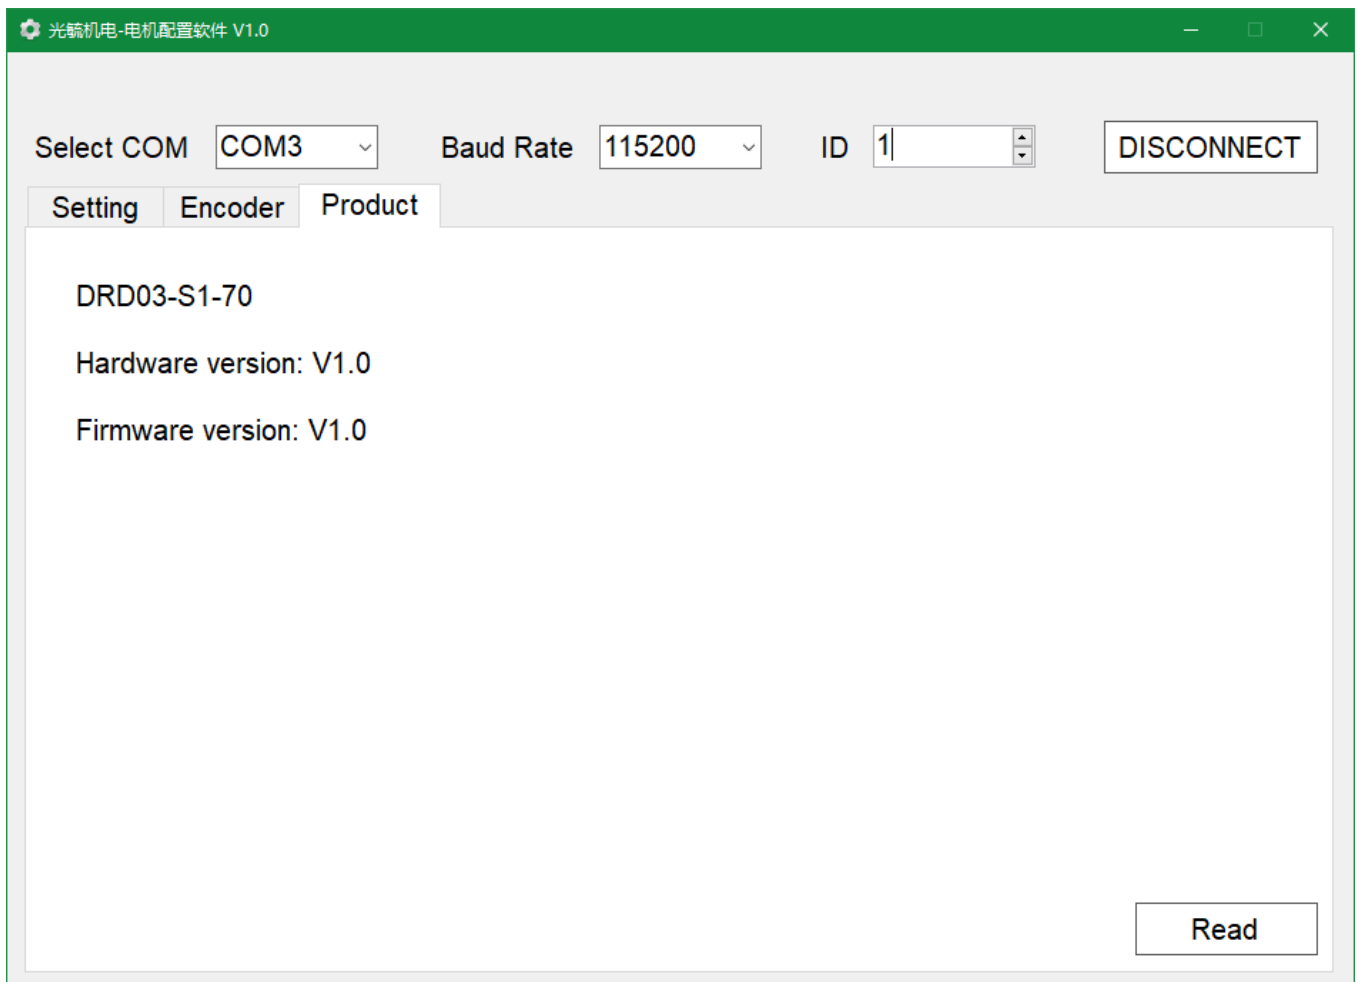 光毓机电-电机配置软件 V1.0
Select COM COM3 Baud Rate 115200 ID 1 DISCONNECT
Setting Encoder Product
DRD03-S1-70
Hardware version: V1.0
Firmware version: V1.0
Read